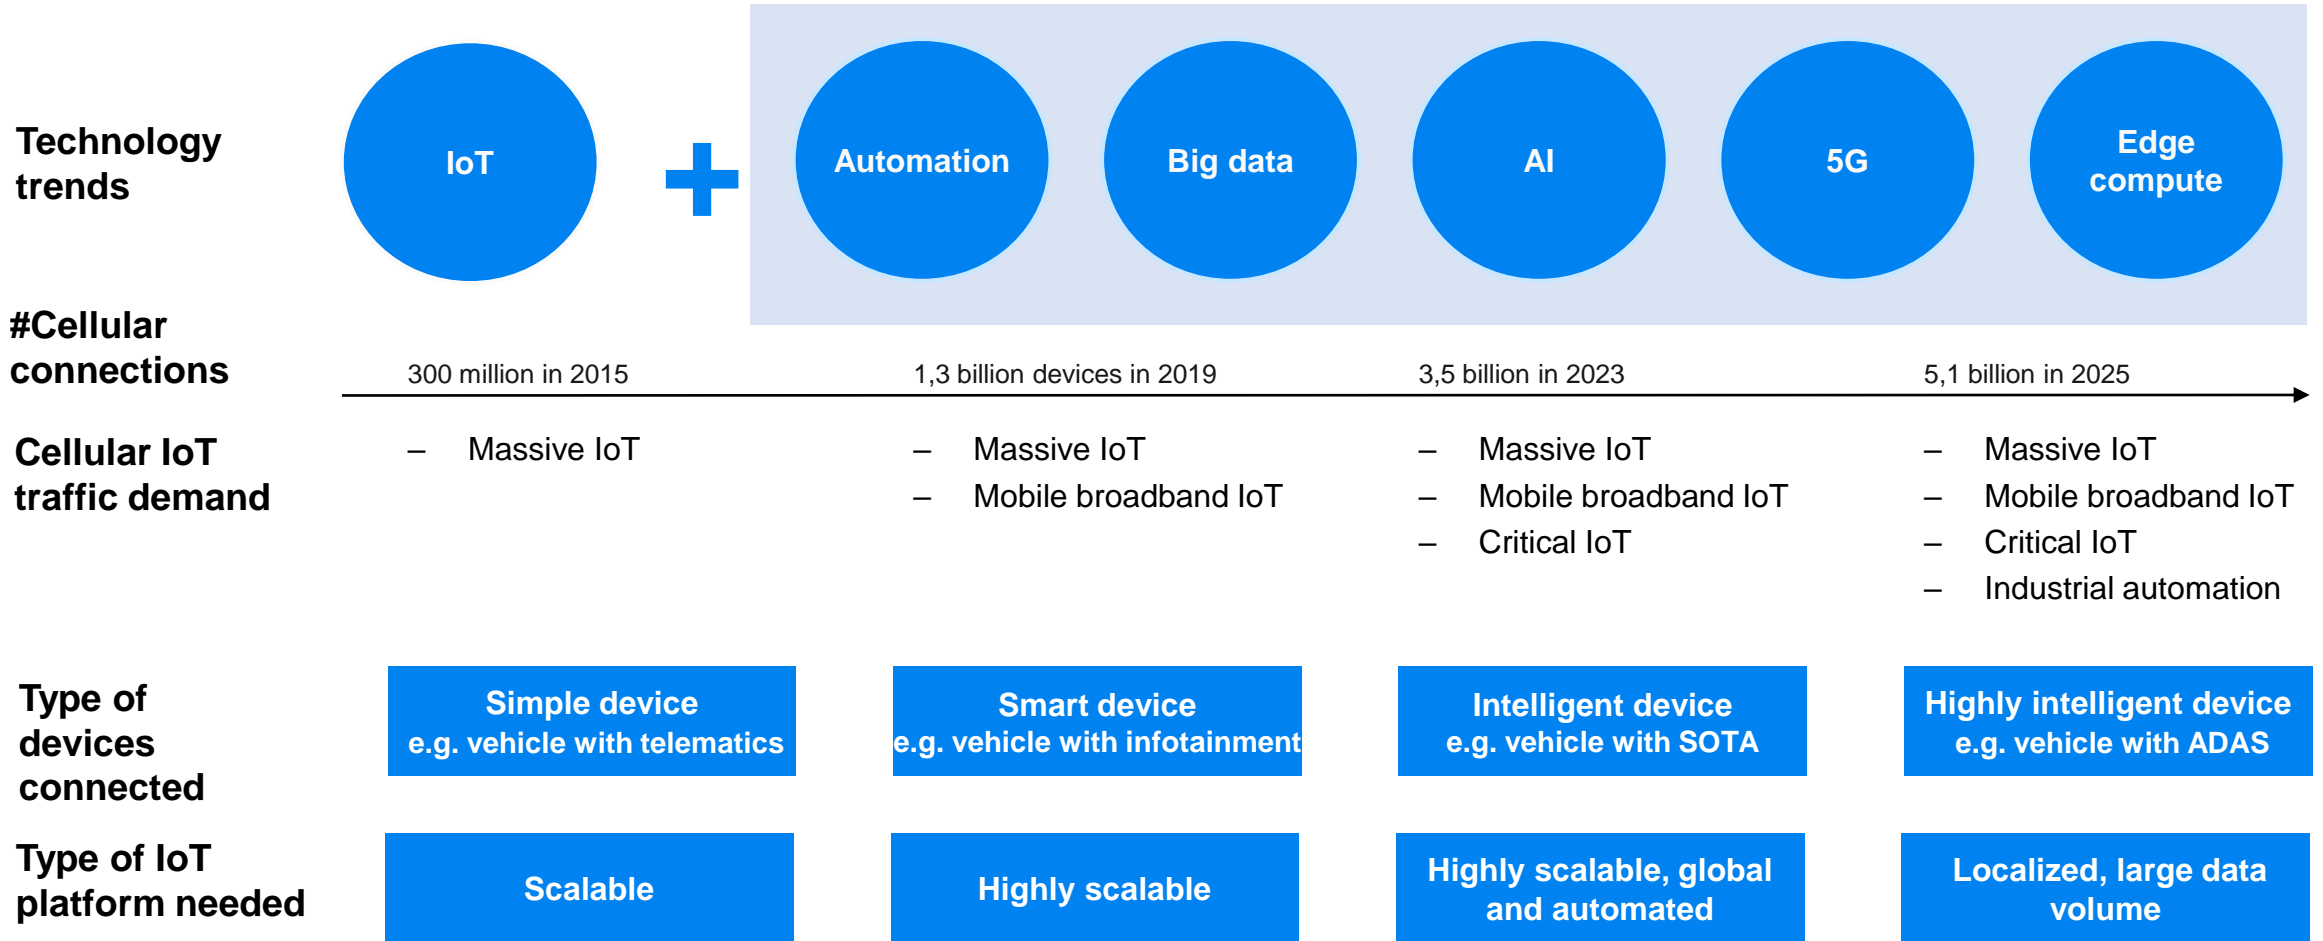 Technology
trends
IoT
Automation
Big data
AI
5G
Edge
compute
#Cellular
connections
300 million in 2015
1,3 billion devices in 2019
3,5 billion in 2023
5,1 billion in 2025
Cellular IoT
traffic demand
– Massive IoT
– Massive IoT
– Mobile broadband IoT
– Massive IoT
– Mobile broadband IoT
– Critical IoT
– Massive IoT
– Mobile broadband IoT
– Critical IoT
– Industrial automation
Type of
devices
connected
Simple device
e.g. vehicle with telematics
Smart device
e.g. vehicle with infotainment
Intelligent device
e.g. vehicle with SOTA
Highly intelligent device
e.g. vehicle with ADAS
Type of IoT
platform needed
Scalable
Highly scalable
Highly scalable, global
and automated
Localized, large data
volume